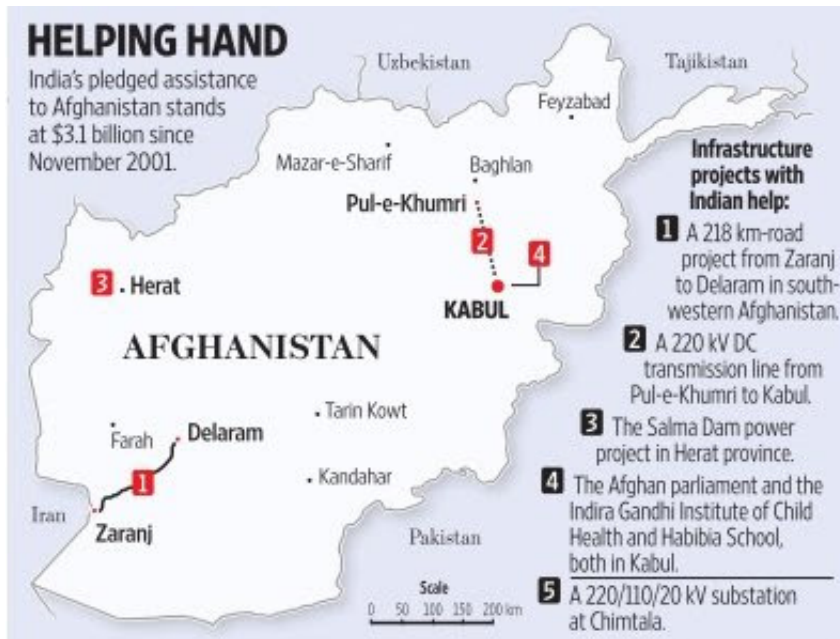 HELPING HAND
India's pledged assistance
to Afghanistan stands
at $3.1 billion since
November 2001.
Uzbekistan
Tajikistan
Feyzabad
Mazar-e-Sharif
Baghlan
Pul-e-Khumri
2
4
3
Herat
KABUL
AFGHANISTAN
Tarin Kowt
Farah
Delaram
1
Kandahar
Iran
Zaranj
Pakistan
Scale
0 50 100 150 200 km
Infrastructure
projects with
Indian help:
1 A 218 km-road
project from Zaranj
to Delaram in south-
western Afghanistan.
2 A 220 kV DC
transmission line from
Pul-e-Khumri to Kabul.
3 The Salma Dam power
project in Herat province.
4 The Afghan parliament and the
Indira Gandhi Institute of Child
Health and Habibia School,
both in Kabul.
5 A 220/110/20 kV substation
at Chimtala.